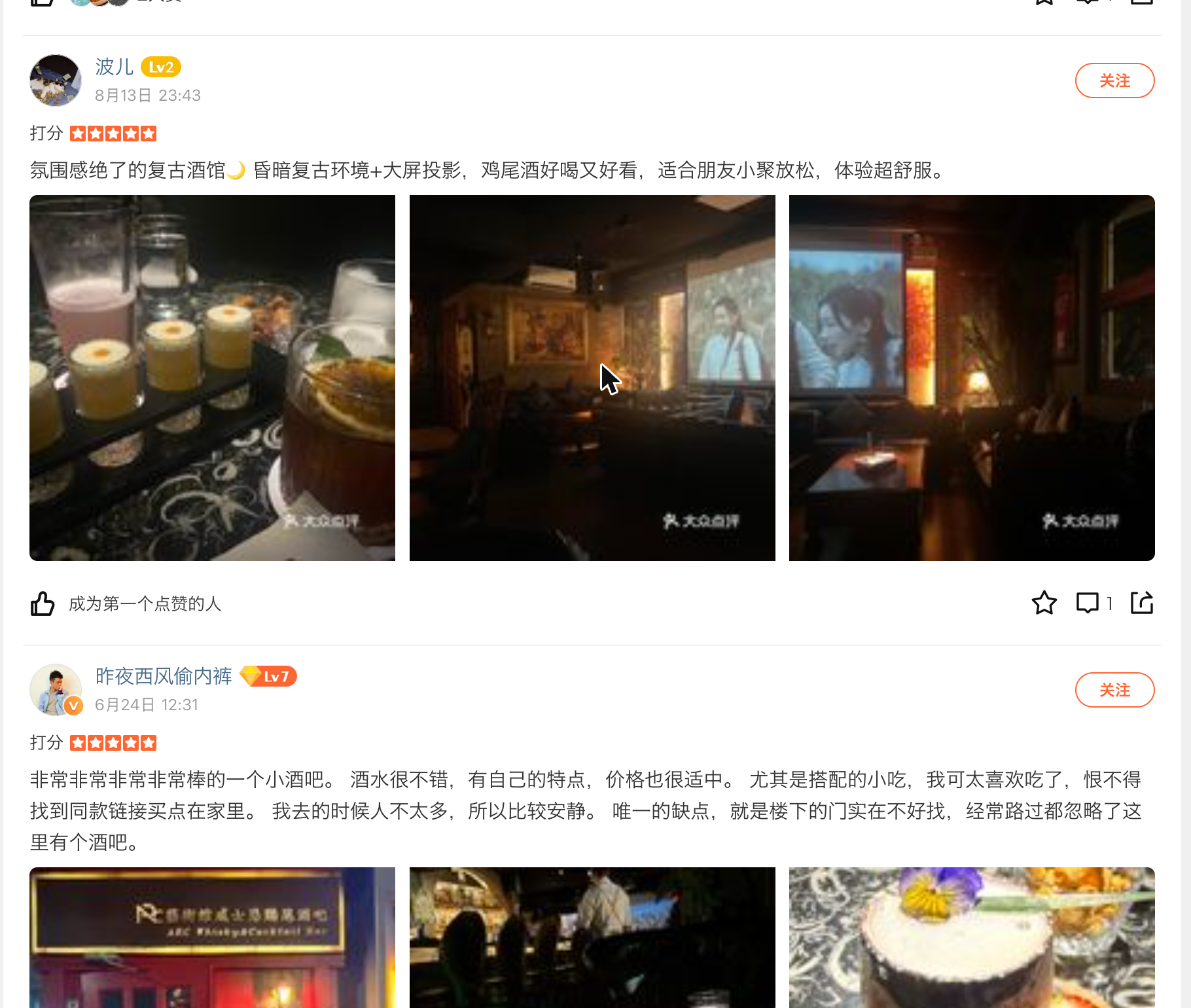 波儿 Lv2
关注
8月13日 23:43
打分
氛围感绝了的复古酒馆🌙 昏暗复古环境+大屏投影，鸡尾酒好喝又好看，适合朋友小聚放松，体验超舒服。
大众点评
大众点评
大众点评
成为第一个点赞的人
1
昨夜西风偷内裤 Lv7
V
关注
6月24日 12:31
打分
非常非常非常非常棒的一个小酒吧。 酒水很不错，有自己的特点，价格也很适中。 尤其是搭配的小吃，我可太喜欢吃了，恨不得
找到同款链接买点在家里。 我去的时候人不太多，所以比较安静。 唯一的缺点，就是楼下的门实在不好找，经常路过都忽略了这
里有个酒吧。
ARC Whisky&Cocktail Bar